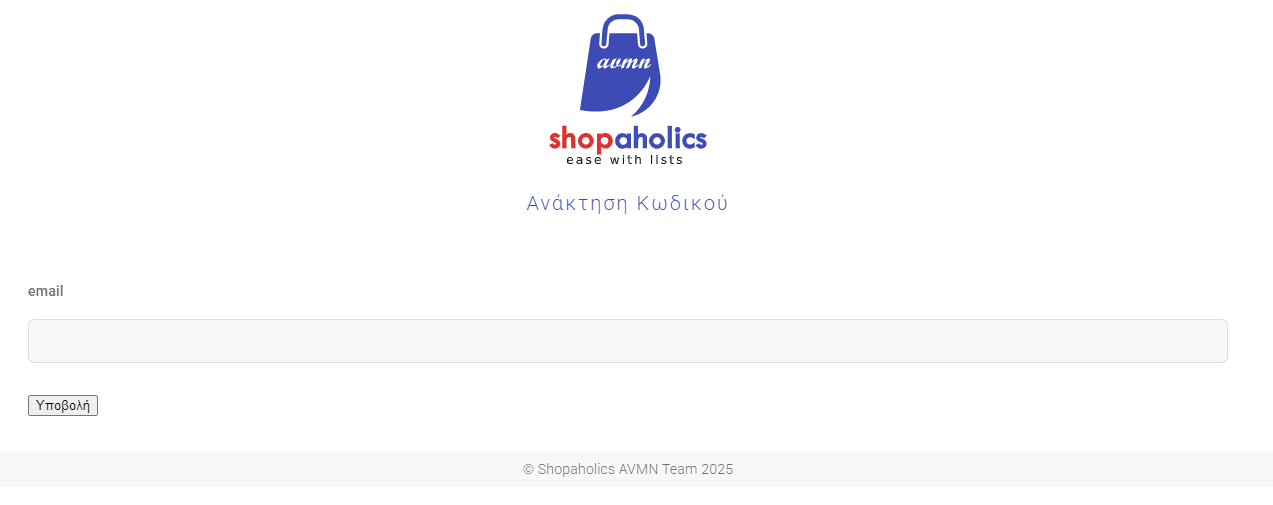 avmn
shopaholics
ease with lists
Ανάκτηση Κωδικού
email
Υποβολή
© Shopaholics AVMN Team 2025